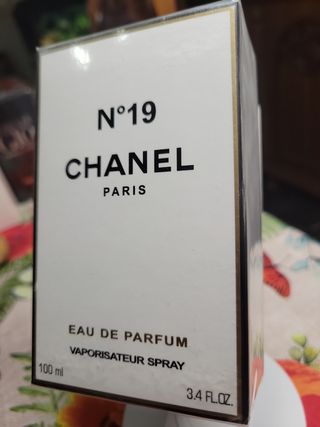 N°19
CHANEL
PARIS
EAU DE PARFUM
VAPORISATEUR SPRAY
100 ml
3.4 FL.OZ.